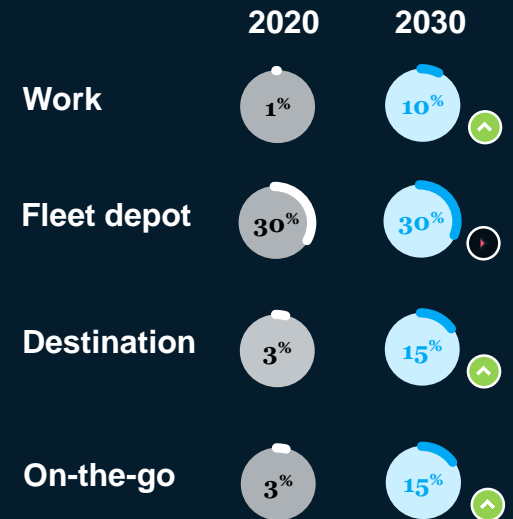 2020 2030
Work 1% 10%
Fleet depot 30% 30%
Destination 3% 15%
On-the-go 3% 15%